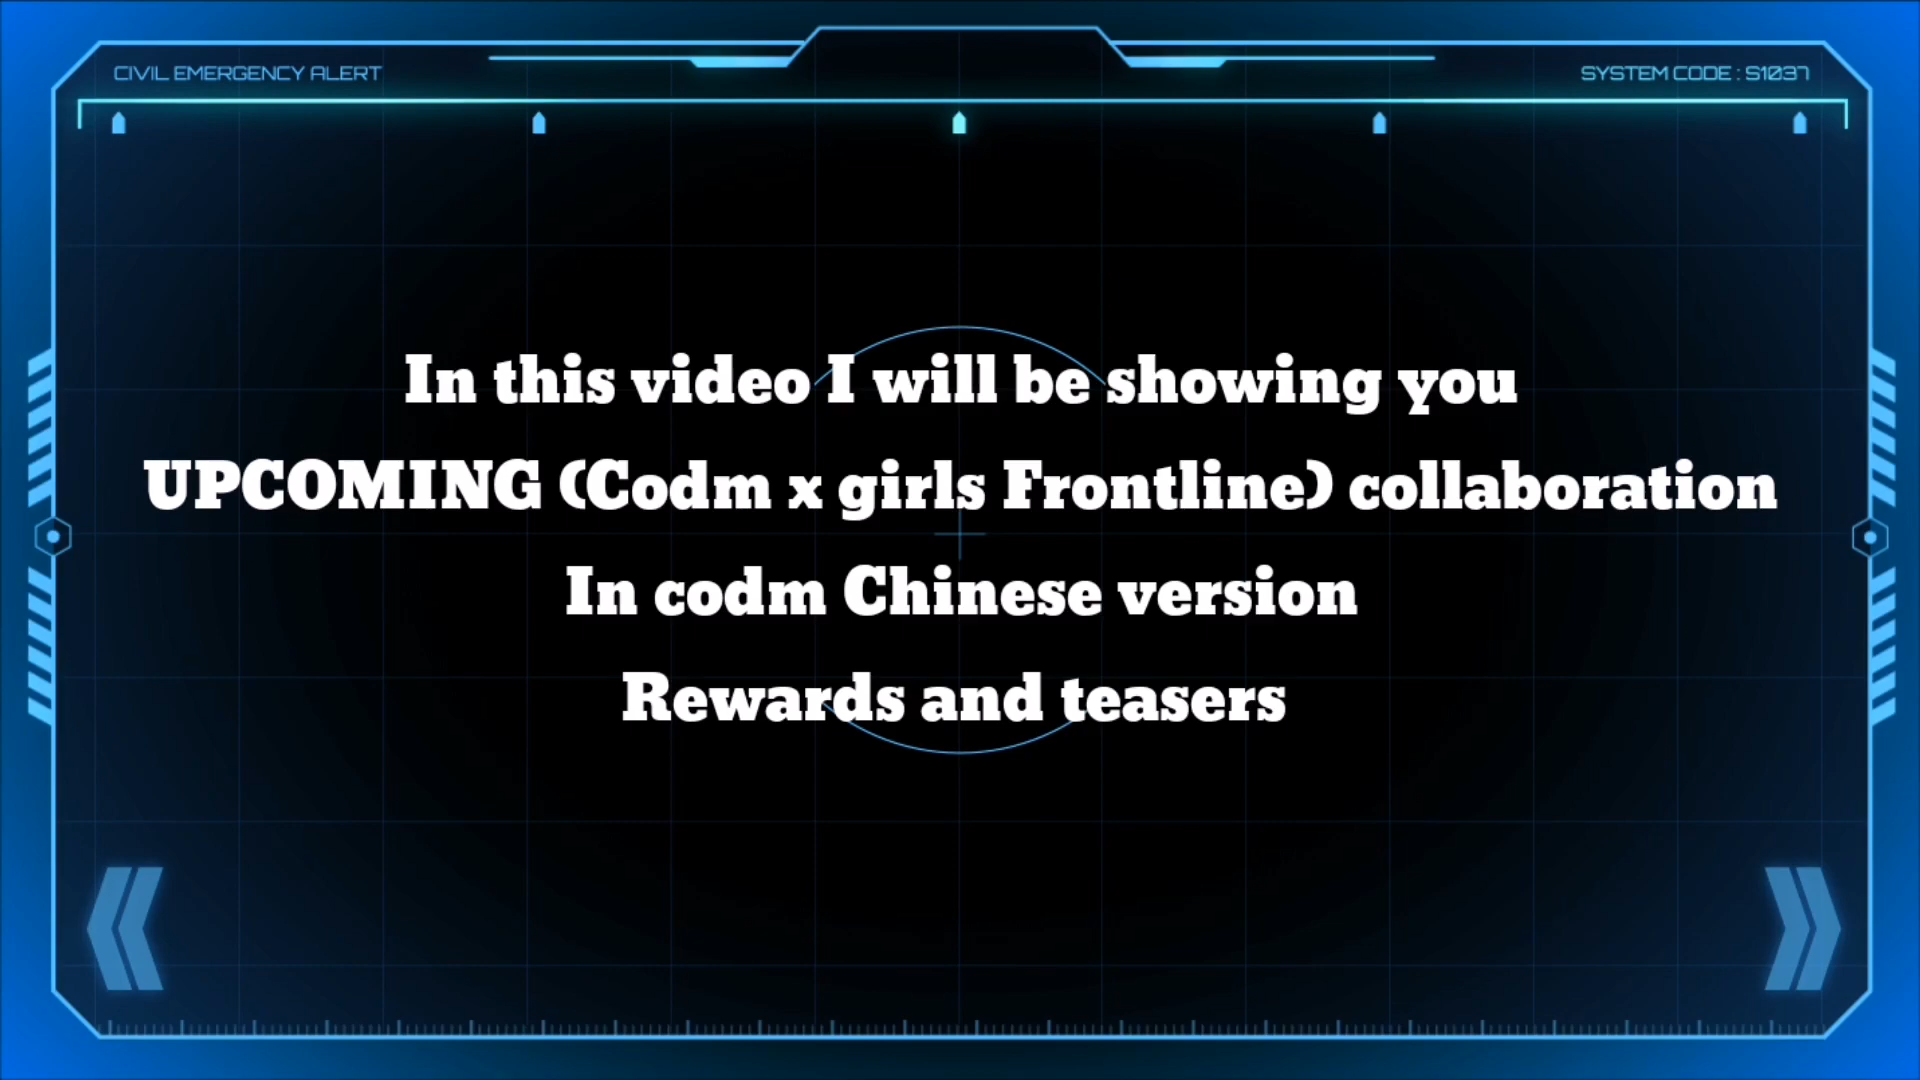 CIVIL EMERGENCY ALERT
SYSTEM CODE : S1037
In this video I will be showing you
UPCOMING (Codm x girls Frontline) collaboration
In codm Chinese version
Rewards and teasers